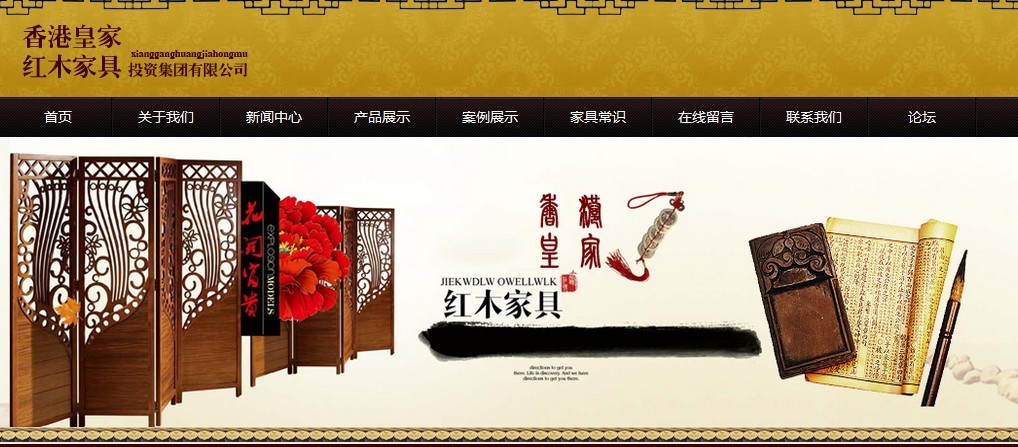 香港皇家
xiangganghuangjiahongmu
红木家具 投资集团有限公司
首页 关于我们 新闻中心 产品展示 案例展示 家具常识 在线留言 联系我们 论坛
花开富贵
eXPLOSION
MODELS
香港
皇家
JIEKWDLW OWELLWLK
红木家具
directions to get you
there. Life is discovery. And we have
directions to get you there.